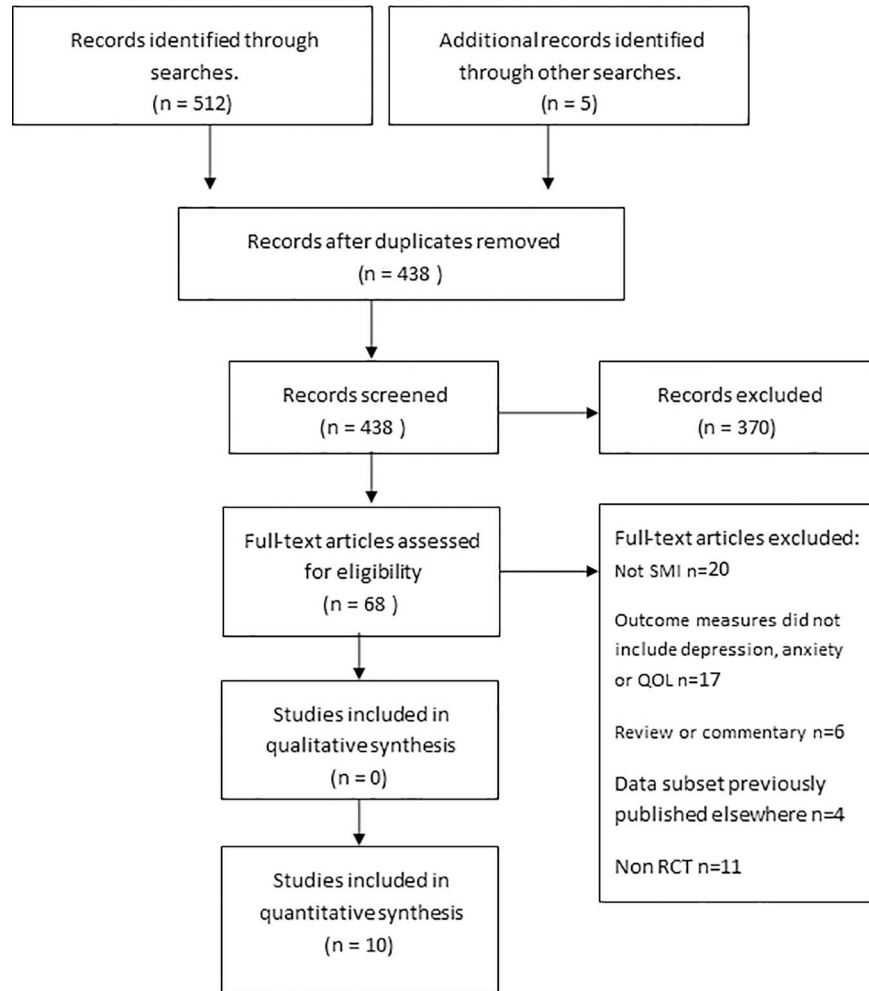 Records identified through
searches.
(n = 512)
Additional records identified
through other searches.
(n = 5)
Records after duplicates removed
(n = 438 )
Records screened
(n = 438 )
Records excluded
(n = 370)
Full-text articles assessed
for eligibility
(n = 68 )
Full-text articles excluded:
Not SMI n=20
Outcome measures did not
include depression, anxiety
or QOL n=17
Review or commentary n=6
Data subset previously
published elsewhere n=4
Non RCT n=11
Studies included in
qualitative synthesis
(n = 0)
Studies included in
quantitative synthesis
(n = 10)